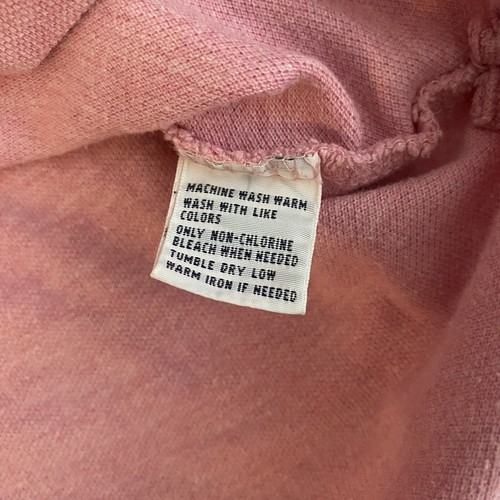 MACHINE WASH WARM
WASH WITH LIKE
COLORS
ONLY NON-CHLORINE
BLEACH WHEN NEEDED
TUMBLE DRY LOW
WARM IRON IF NEEDED